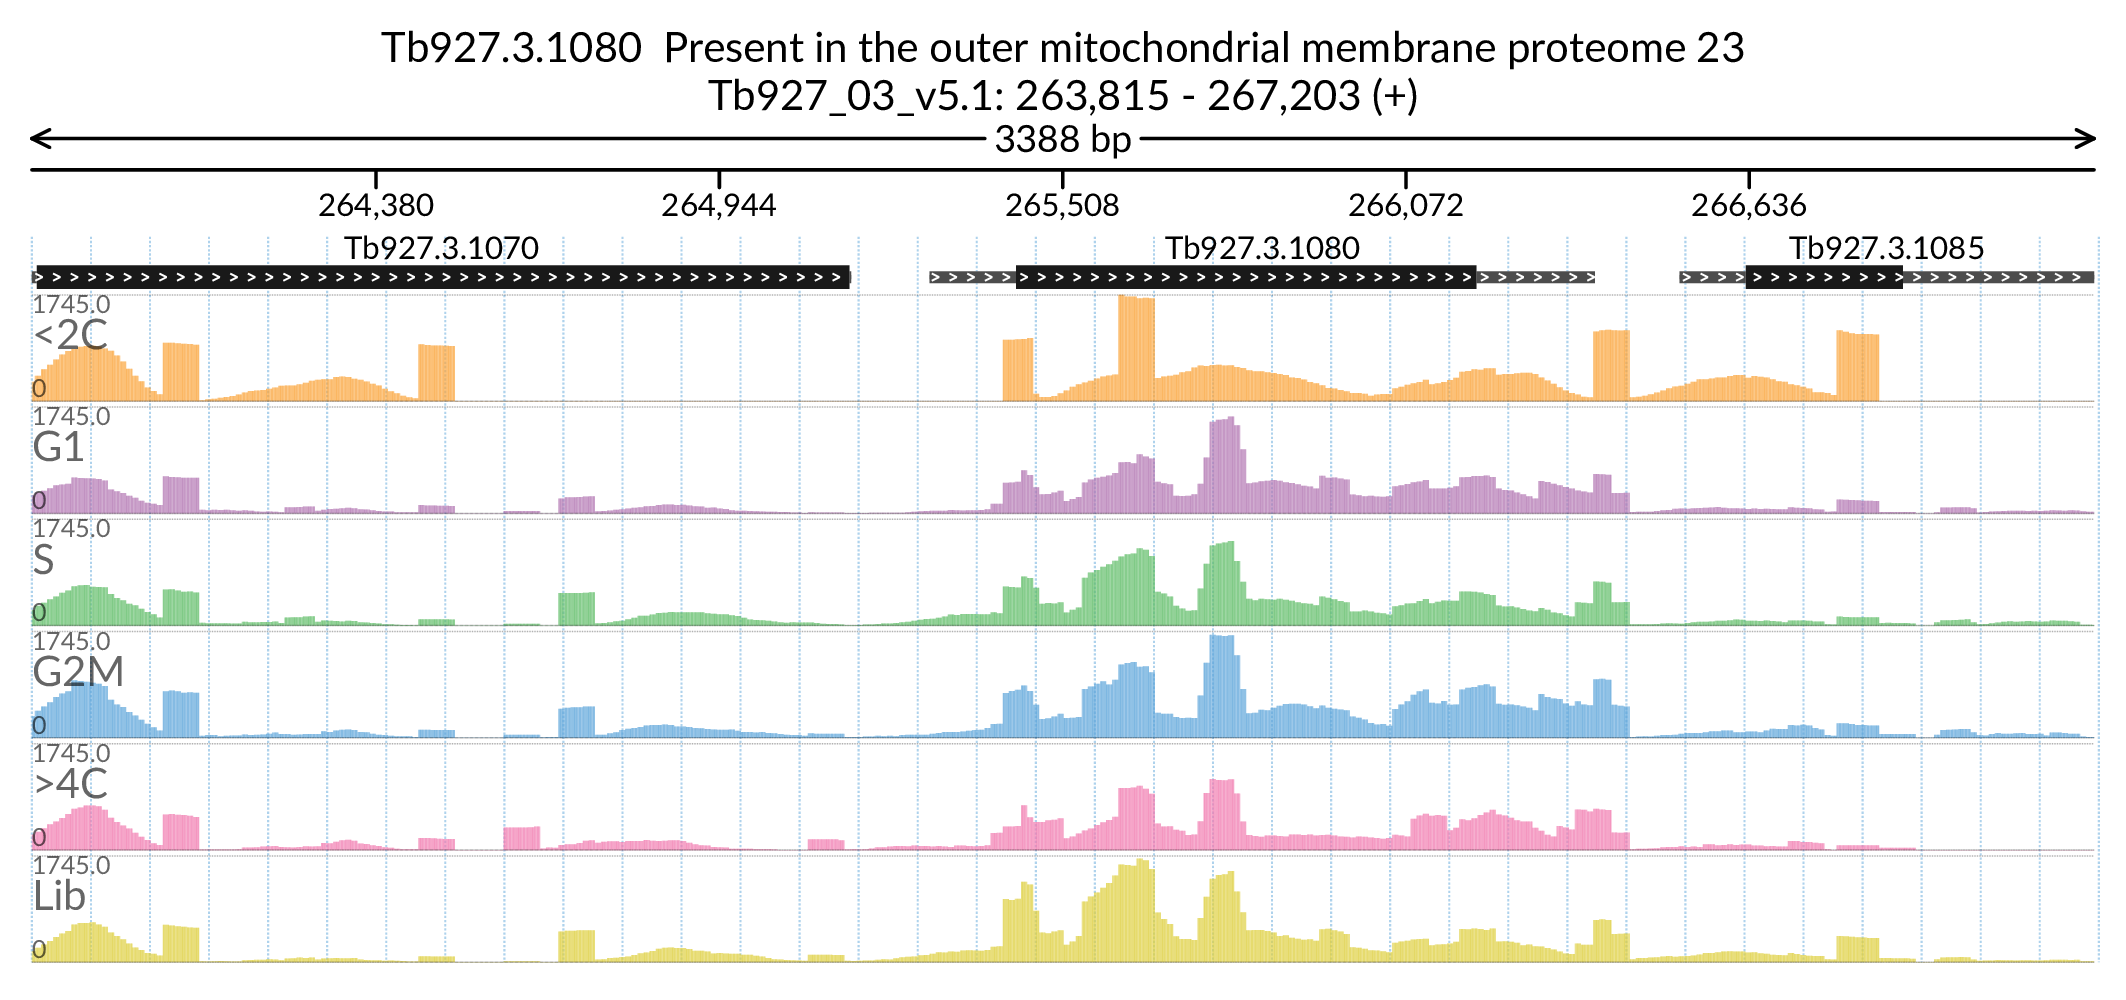 Tb927.3.1080  Present in the outer mitochondrial membrane proteome 23
Tb927_03_v5.1: 263,815 - 267,203 (+)
3388 bp
264,380 264,944 265,508 266,072 266,636
Tb927.3.1070 Tb927.3.1080 Tb927.3.1085
1745.0
<2C
0
1745.0
G1
0
1745.0
S
0
1745.0
G2M
0
1745.0
>4C
0
1745.0
Lib
0